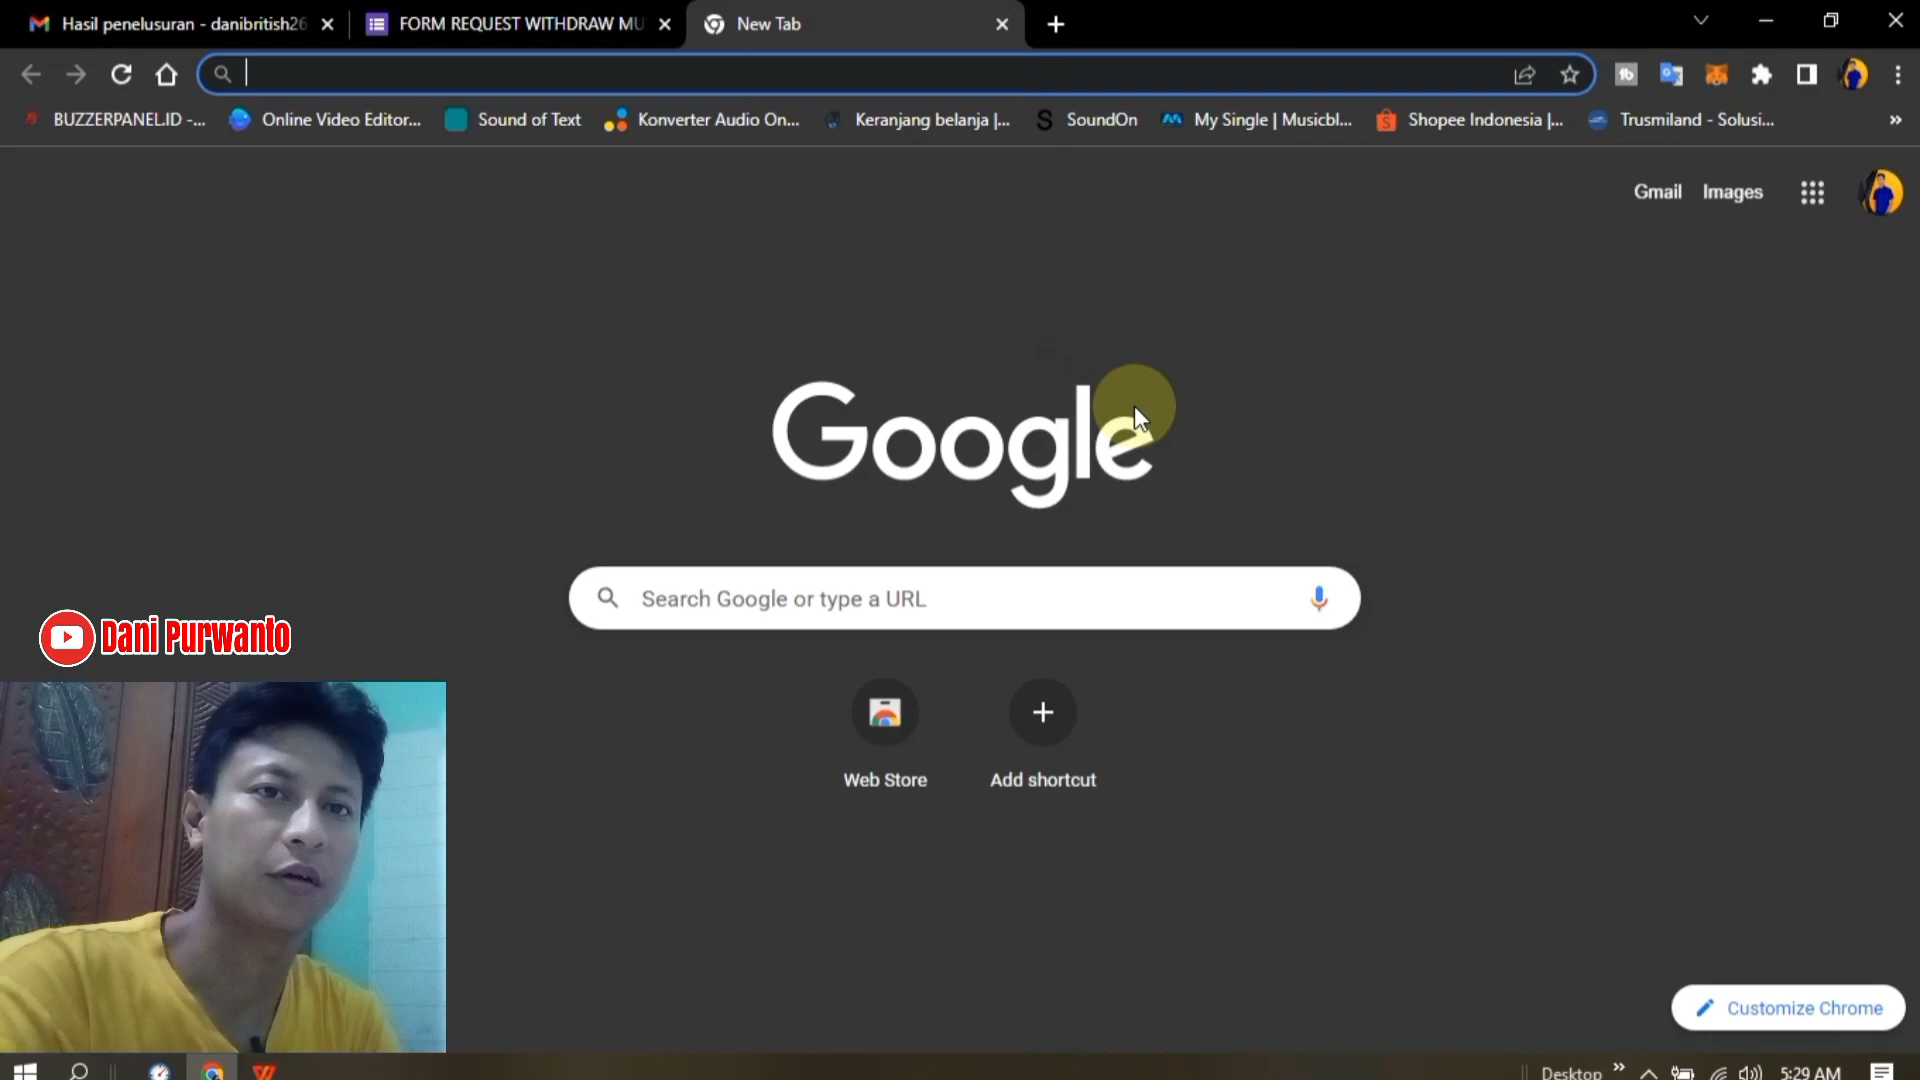 Hasil penelusuran - danibritish26
FORM REQUEST WITHDRAW MU
New Tab
BUZZERPANEL.ID -...
Online Video Editor...
Sound of Text
Konverter Audio On...
Keranjang belanja |...
SoundOn
My Single | Musicbl...
Shopee Indonesia |...
Trusmiland - Solusi...
Gmail
Images
Google
Search Google or type a URL
Dani Purwanto
Web Store
Add shortcut
Customize Chrome
Desktop
5:29 AM